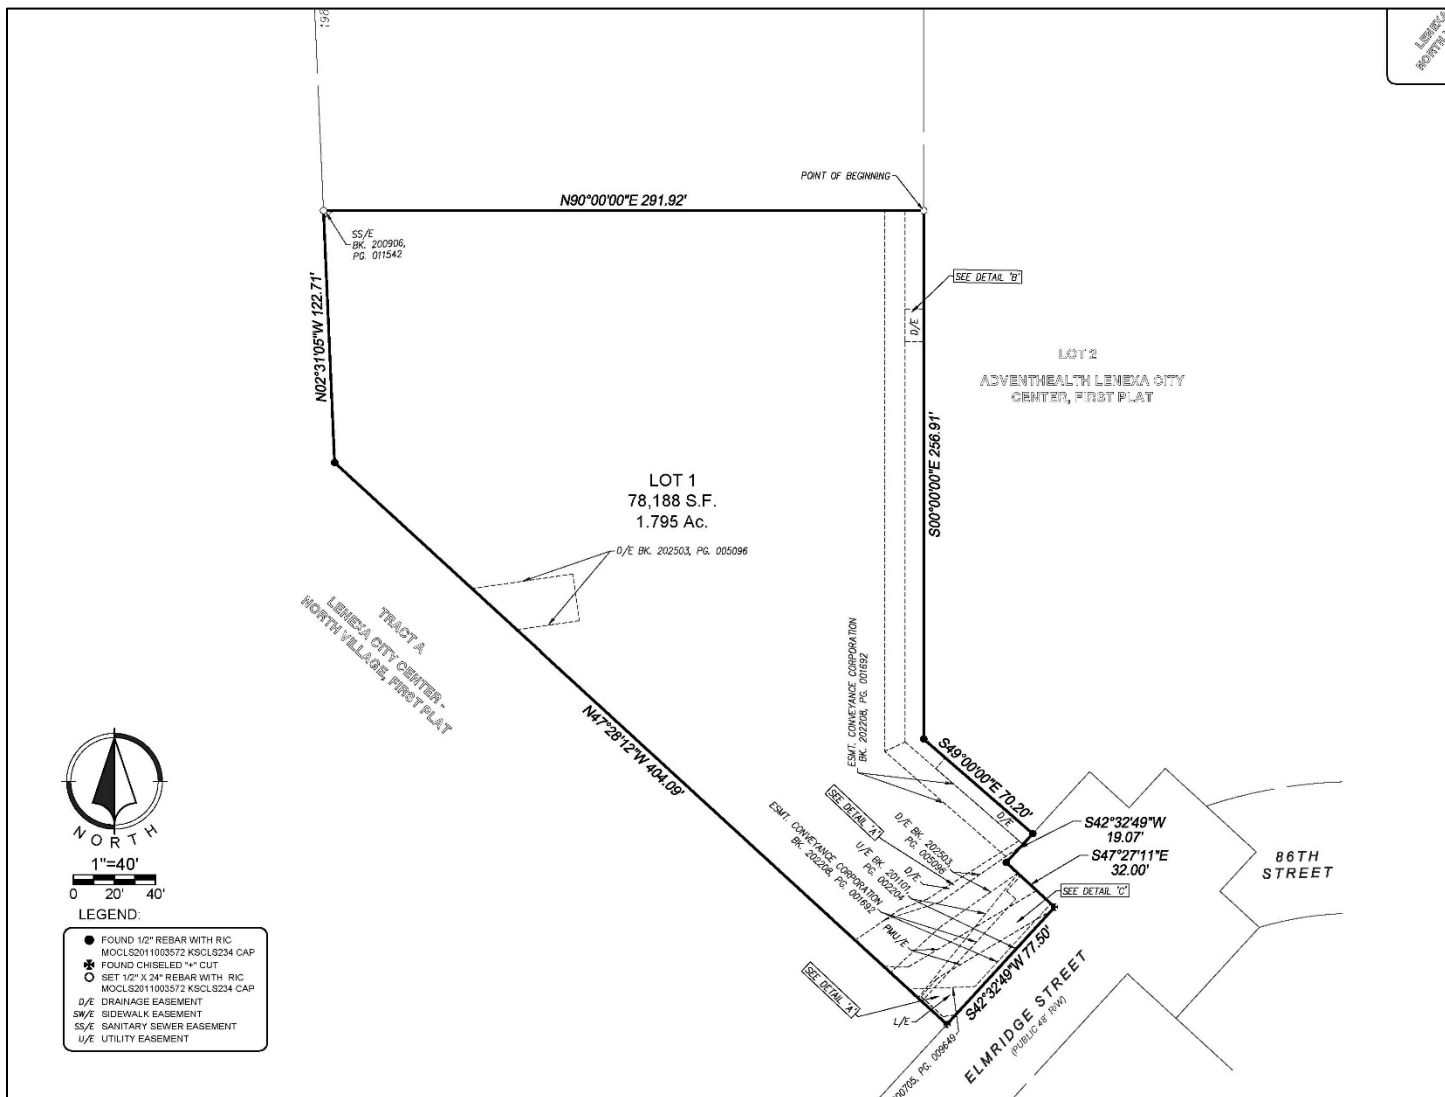 198
LENEXA
NORTH
POINT OF BEGINNING
N90°00'00"E 291.92'
SS/E
BK. 200906,
PG. 011542
N02°31'05"W 122.71'
SEE DETAIL 'B'
D/E
S00°00'00"E 256.91'
LOT 2
ADVENTHEALTH LENEXA CITY
CENTER, FIRST PLAT
LOT 1
78,188 S.F.
1.795 Ac.
D/E BK. 202503, PG. 005096
TRACT A
LENEXA CITY CENTER -
NORTH VILLAGE, FIRST PLAT
N47°28'12"W 404.09'
ESMT. CONVEYANCE CORPORATION
BK. 202208, PG. 001692
S49°00'00"E 70.20'
D/E
S42°32'49"W
19.07'
S47°27'11"E
32.00'
SEE DETAIL 'C'
86TH
STREET
SEE DETAIL 'A'
D/E BK. 202503,
PG. 005096
D/E
U/E BK. 201101,
PG. 002204
ESMT. CONVEYANCE CORPORATION
BK. 202208, PG. 001692
PMU/E
S42°32'49"W 77.50'
SEE DETAIL 'A'
L/E
00705, PG. 009649
ELMRIDGE STREET
(PUBLIC 48' R/W)
NORTH
1"=40'
0 20' 40'
LEGEND:
FOUND 1/2" REBAR WITH RIC
MOCLS2011003572 KSCLS234 CAP
FOUND CHISELED "+" CUT
SET 1/2" X 24" REBAR WITH RIC
MOCLS2011003572 KSCLS234 CAP
D/E DRAINAGE EASEMENT
SW/E SIDEWALK EASEMENT
SS/E SANITARY SEWER EASEMENT
U/E UTILITY EASEMENT